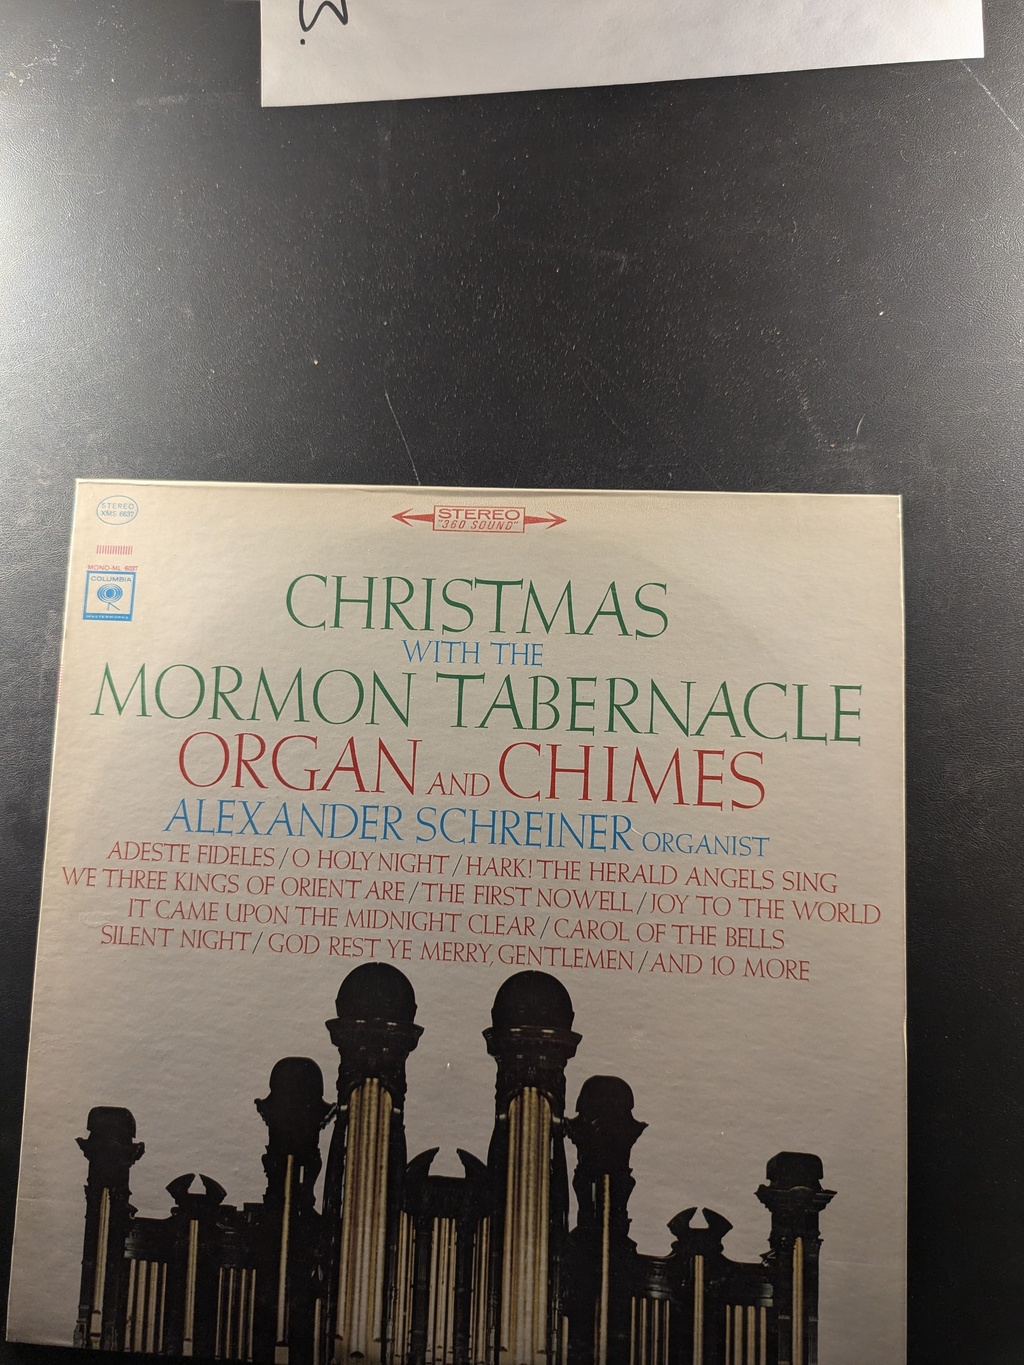 3.
STEREO
XMS 6637
STEREO
"360 SOUND"
MONO-ML 6037
COLUMBIA
MASTERWORKS
CHRISTMAS
WITH THE
MORMON TABERNACLE
ORGAN AND CHIMES
ALEXANDER SCHREINER ORGANIST
ADESTE FIDELES/O HOLY NIGHT/HARK! THE HERALD ANGELS SING
WE THREE KINGS OF ORIENT ARE/THE FIRST NOWELL/JOY TO THE WORLD
IT CAME UPON THE MIDNIGHT CLEAR/CAROL OF THE BELLS
SILENT NIGHT/GOD REST YE MERRY, GENTLEMEN/AND 10 MORE